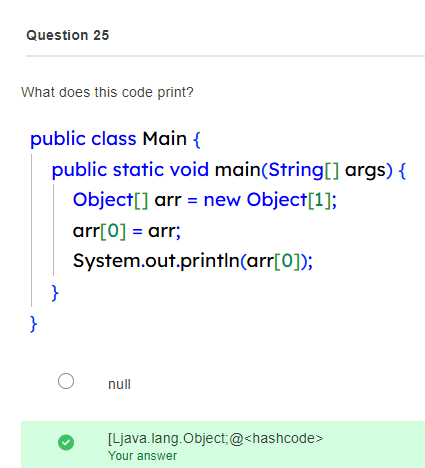 Question 25
What does this code print?
public class Main {
public static void main(String[] args) {
Object[] arr = new Object[1];
arr[0] = arr;
System.out.println(arr[0]);
}
}
null
[Ljava.lang.Object;@<hashcode>
Your answer